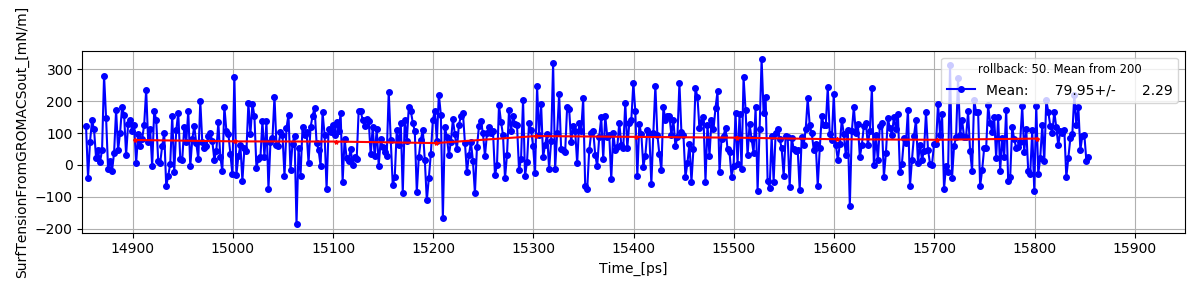 SurfTensionFromGROMACSout_[mN/m]
300
200
100
0
−100
−200
rollback: 50. Mean from 200
Mean: 79.95+/- 2.29
14900 15000 15100 15200 15300 15400 15500 15600 15700 15800 15900
Time_[ps]